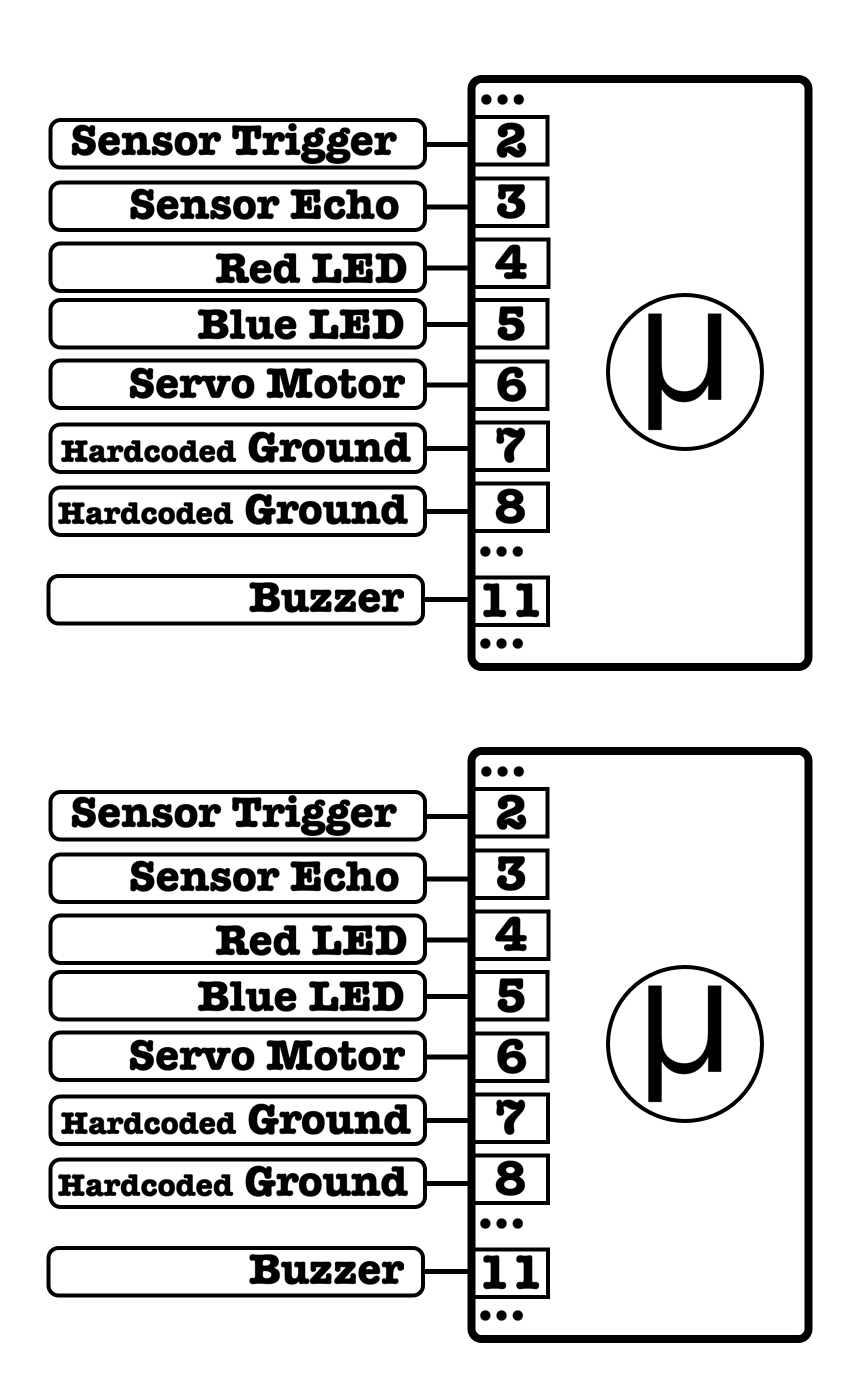 ...
Sensor Trigger 2
Sensor Echo 3
Red LED 4
Blue LED 5
Servo Motor 6
Hardcoded Ground 7
Hardcoded Ground 8
...
Buzzer 11
...
μ
...
Sensor Trigger 2
Sensor Echo 3
Red LED 4
Blue LED 5
Servo Motor 6
Hardcoded Ground 7
Hardcoded Ground 8
...
Buzzer 11
...
μ